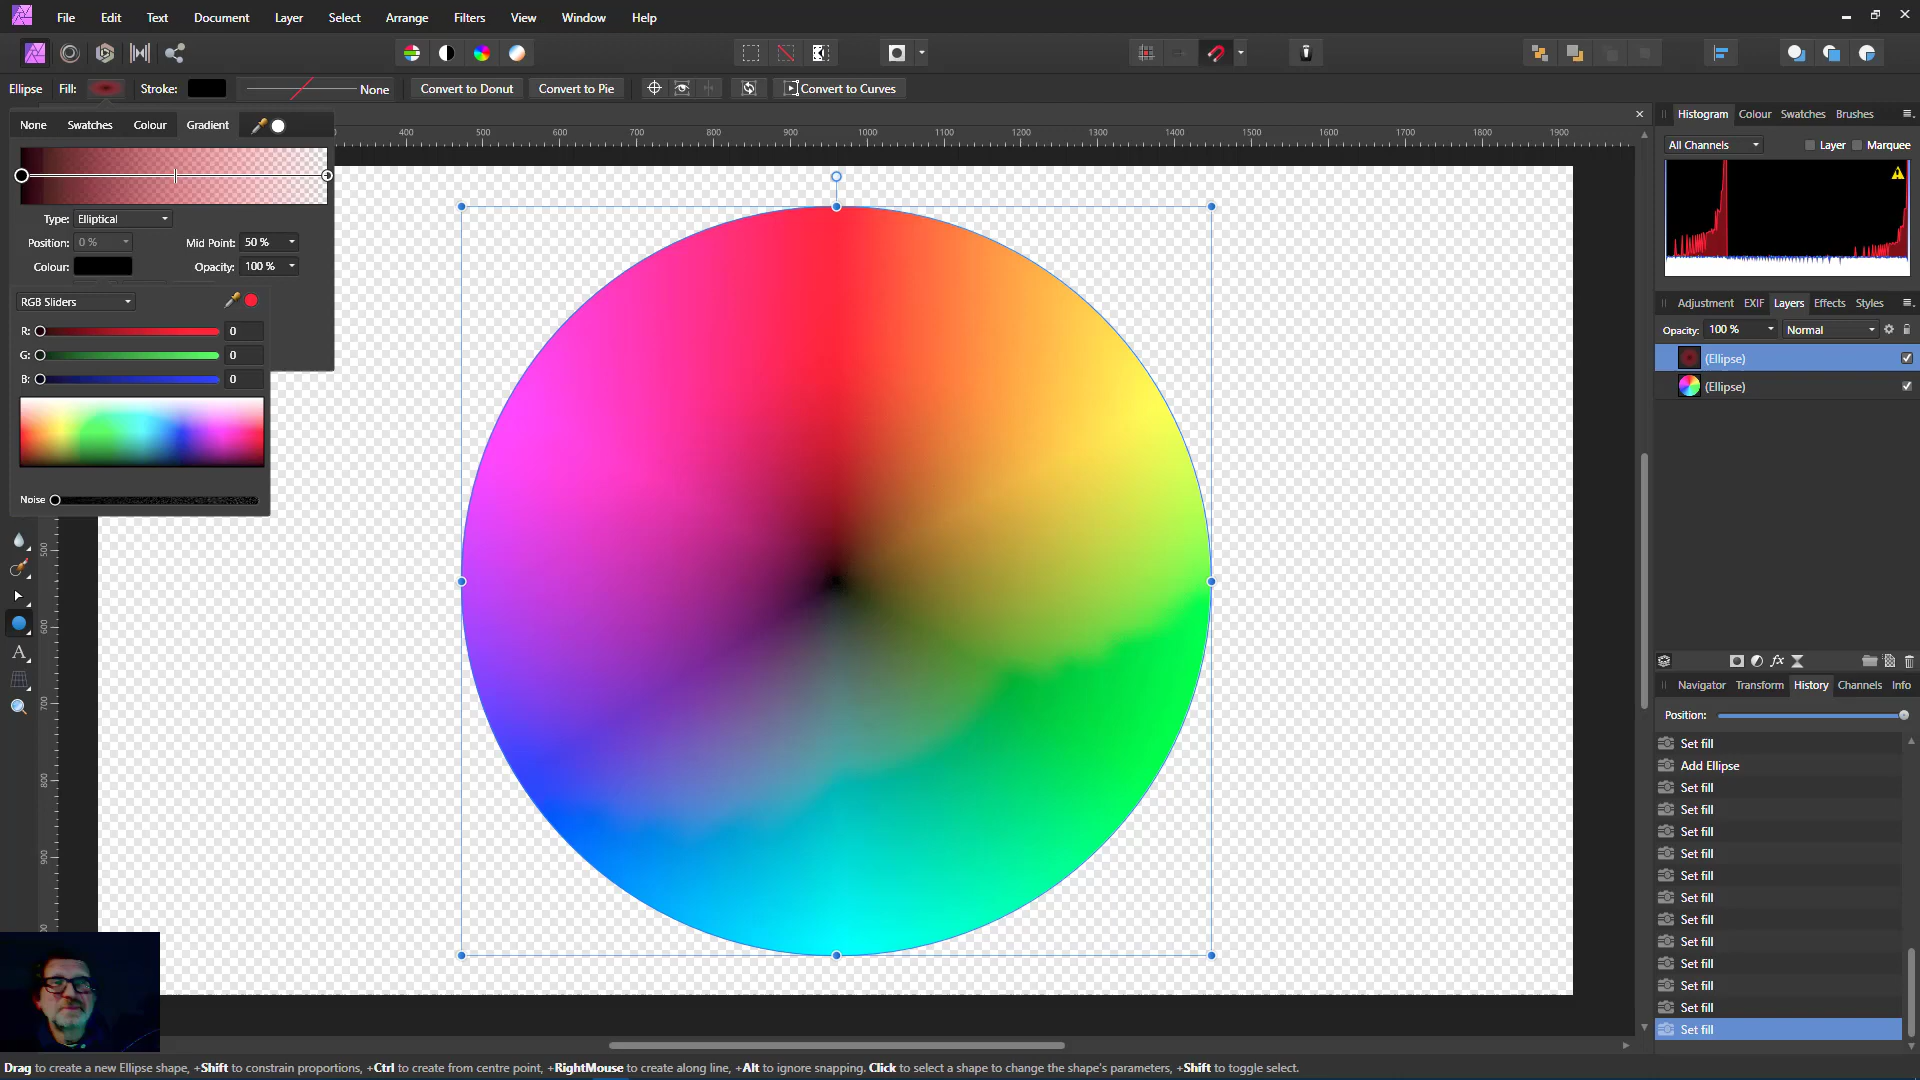 File Edit Text Document Layer Select Arrange Filters View Window Help
Ellipse Fill: Stroke: None Convert to Donut Convert to Pie Convert to Curves
None Swatches Colour Gradient
400 500 600 700 800 900 1000 1100 1200 1300 1400 1500 1600 1700 1800 1900
Type: Elliptical
Position: 0 % Mid Point: 50 %
Colour: Opacity: 100 %
RGB Sliders
R: 0
G: 0
B: 0
Noise
500
600
700
800
900
Histogram Colour Swatches Brushes
All Channels Layer Marquee
Adjustment EXIF Layers Effects Styles
Opacity: 100 % Normal
(Ellipse)
(Ellipse)
Navigator Transform History Channels Info
Position:
Set fill
Add Ellipse
Set fill
Set fill
Set fill
Set fill
Set fill
Set fill
Set fill
Set fill
Set fill
Set fill
Set fill
Set fill
Drag to create a new Ellipse shape, +Shift to constrain proportions, +Ctrl to create from centre point, +RightMouse to create along line, +Alt to ignore snapping. Click to select a shape to change the shape's parameters, +Shift to toggle select.